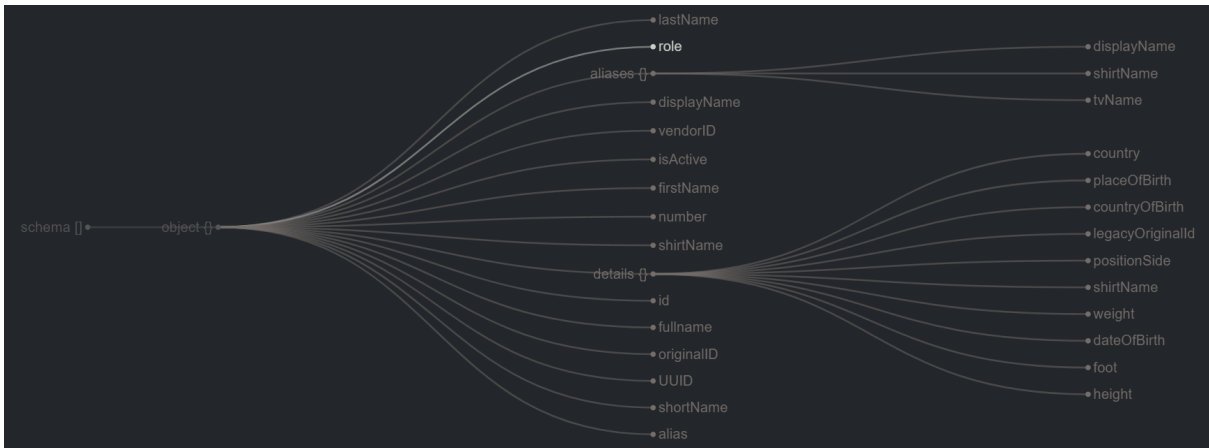 schema []
object {}
lastName
role
aliases {}
displayName
vendorID
isActive
firstName
number
shirtName
details {}
id
fullname
originalID
UUID
shortName
alias
displayName
shirtName
tvName
country
placeOfBirth
countryOfBirth
legacyOriginalId
positionSide
shirtName
weight
dateOfBirth
foot
height